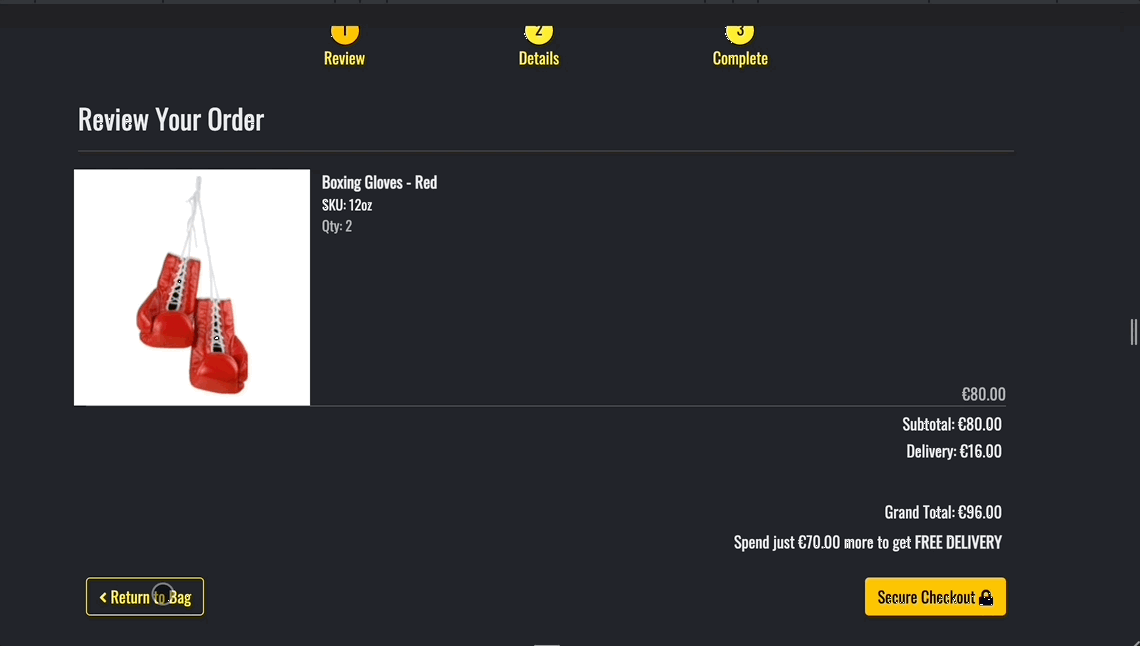 1 2 3
Review Details Complete
Review Your Order
Boxing Gloves - Red
SKU: 12oz
Qty: 2
€80.00
Subtotal: €80.00
Delivery: €16.00
Grand Total: €96.00
Spend just €70.00 more to get FREE DELIVERY
Return to Bag
Secure Checkout